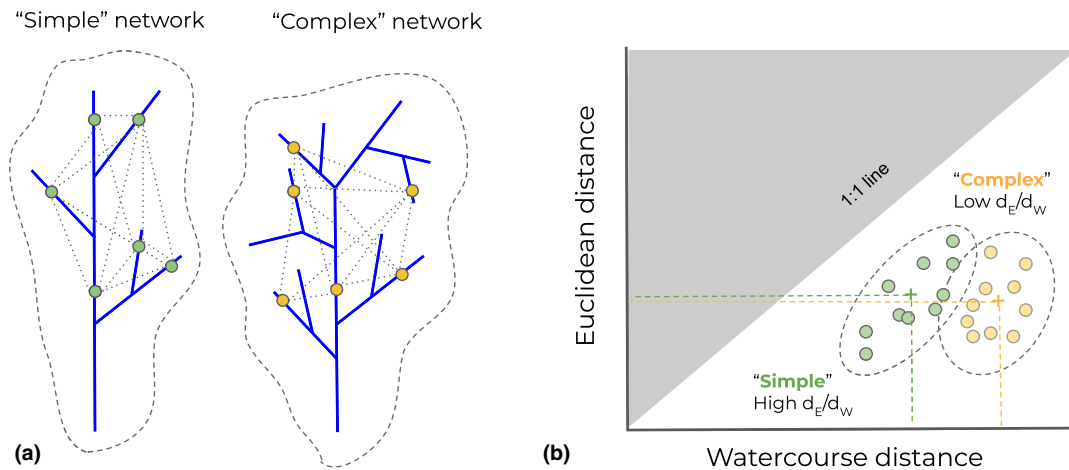 “Simple” network
“Complex” network
(a)
Euclidean distance
1:1 line
“Complex”
Low d_E/d_W
“Simple”
High d_E/d_W
(b)
Watercourse distance